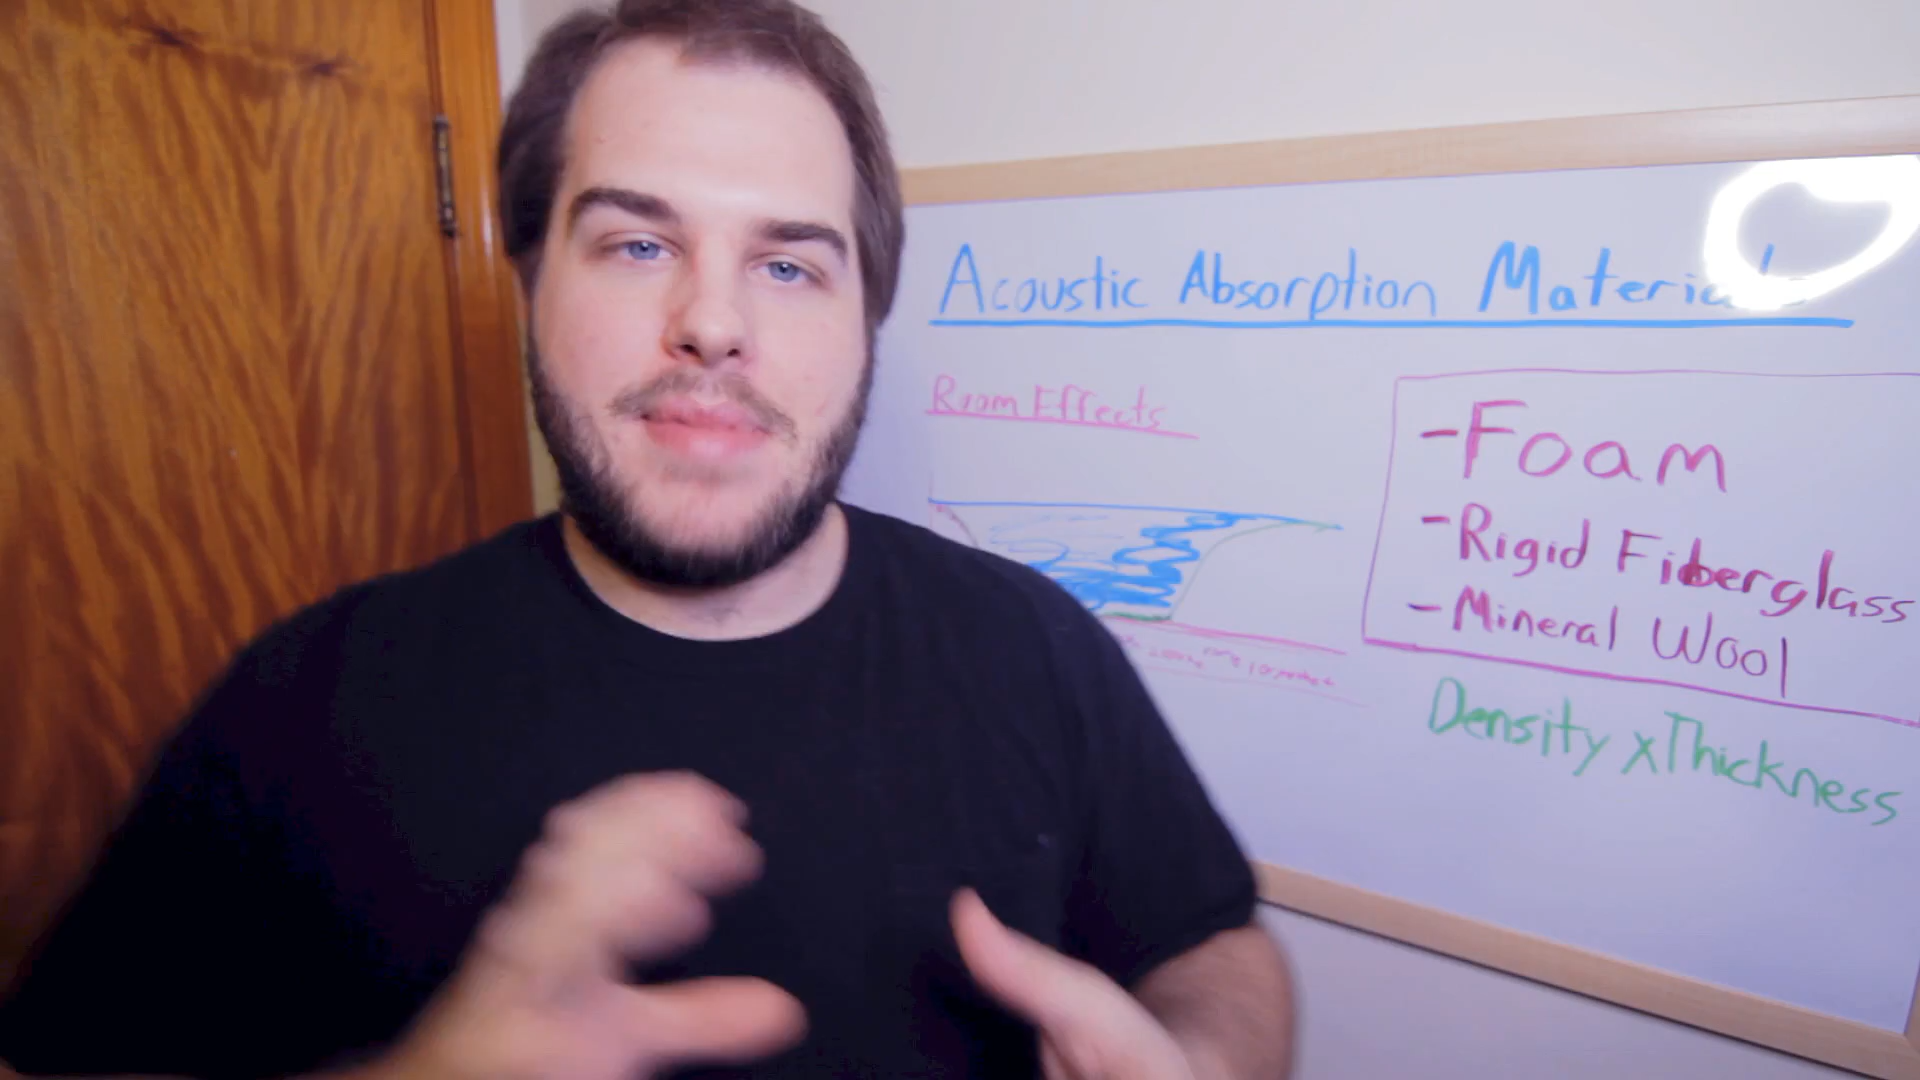 Acoustic Absorption Materials
Room Effects
- Foam
- Rigid Fiberglass
- Mineral Wool
Density x Thickness